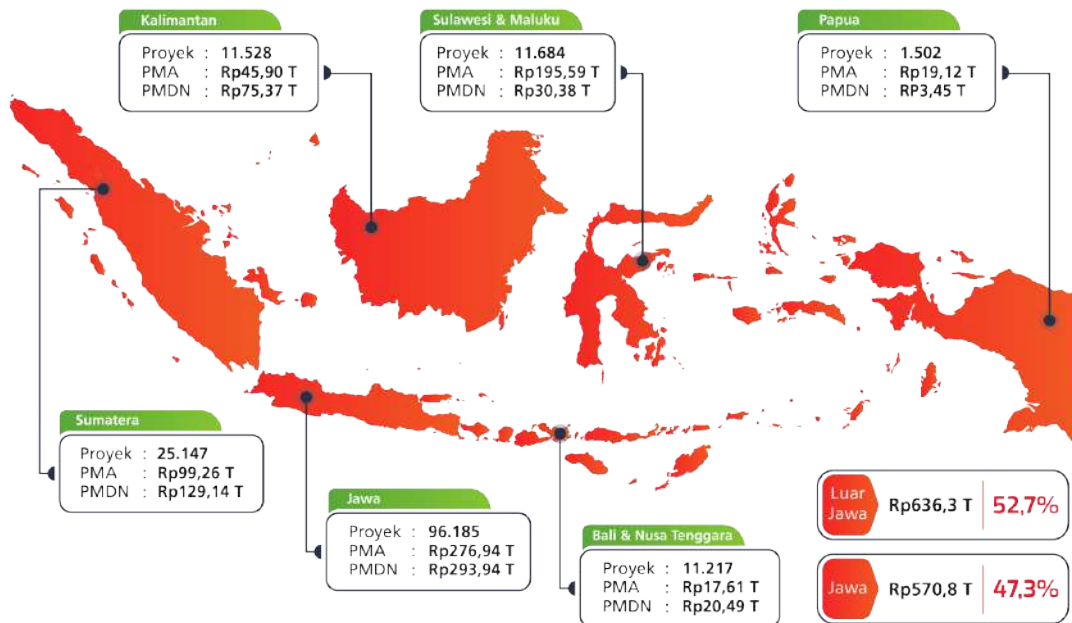 Kalimantan
Proyek : 11.528
PMA : Rp45,90 T
PMDN : Rp75,37 T
Sulawesi & Maluku
Proyek : 11.684
PMA : Rp195,59 T
PMDN : Rp30,38 T
Papua
Proyek : 1.502
PMA : Rp19,12 T
PMDN : RP3,45 T
Sumatera
Proyek : 25.147
PMA : Rp99,26 T
PMDN : Rp129,14 T
Jawa
Proyek : 96.185
PMA : Rp276,94 T
PMDN : Rp293,94 T
Bali & Nusa Tenggara
Proyek : 11.217
PMA : Rp17,61 T
PMDN : Rp20,49 T
Luar
Jawa
Rp636,3 T
52,7%
Jawa
Rp570,8 T
47,3%